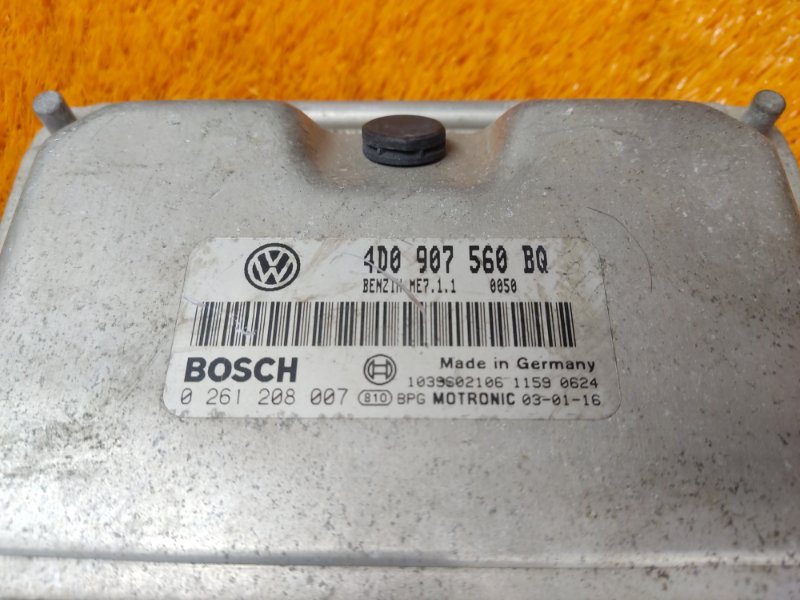 VW
4D0 907 560 BQ
BENZIN ME7.1.1 0050
BOSCH
Made in Germany
1039S02106 1159 0624
0 261 208 007 810 BPG MOTRONIC 03-01-16